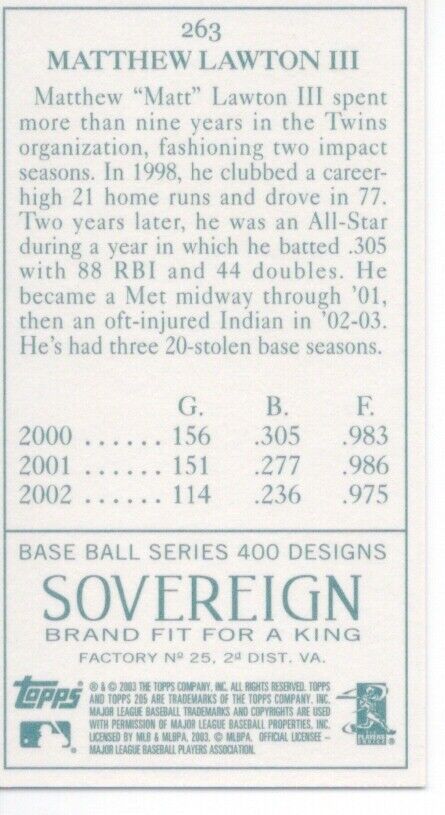 263
MATTHEW LAWTON III
Matthew “Matt” Lawton III spent
more than nine years in the Twins
organization, fashioning two impact
seasons. In 1998, he clubbed a career-
high 21 home runs and drove in 77.
Two years later, he was an All-Star
during a year in which he batted .305
with 88 RBI and 44 doubles. He
became a Met midway through ’01,
then an oft-injured Indian in ’02-03.
He’s had three 20-stolen base seasons.
G. B. F.
2000 ...... 156 .305 .983
2001 ...... 151 .277 .986
2002 ...... 114 .236 .975
BASE BALL SERIES 400 DESIGNS
SOVEREIGN
BRAND FIT FOR A KING
FACTORY Nº 25, 2ᵈ DIST. VA.
Topps
® & © 2003 THE TOPPS COMPANY, INC. ALL RIGHTS RESERVED. TOPPS
AND TOPPS 205 ARE TRADEMARKS OF THE TOPPS COMPANY, INC.
MAJOR LEAGUE BASEBALL TRADEMARKS AND COPYRIGHTS ARE USED
WITH PERMISSION OF MAJOR LEAGUE BASEBALL PROPERTIES, INC.
LICENSED BY MLB & MLBPA, 2003. © MLBPA. OFFICIAL LICENSEE –
MAJOR LEAGUE BASEBALL PLAYERS ASSOCIATION.
PLAYERS
CHOICE